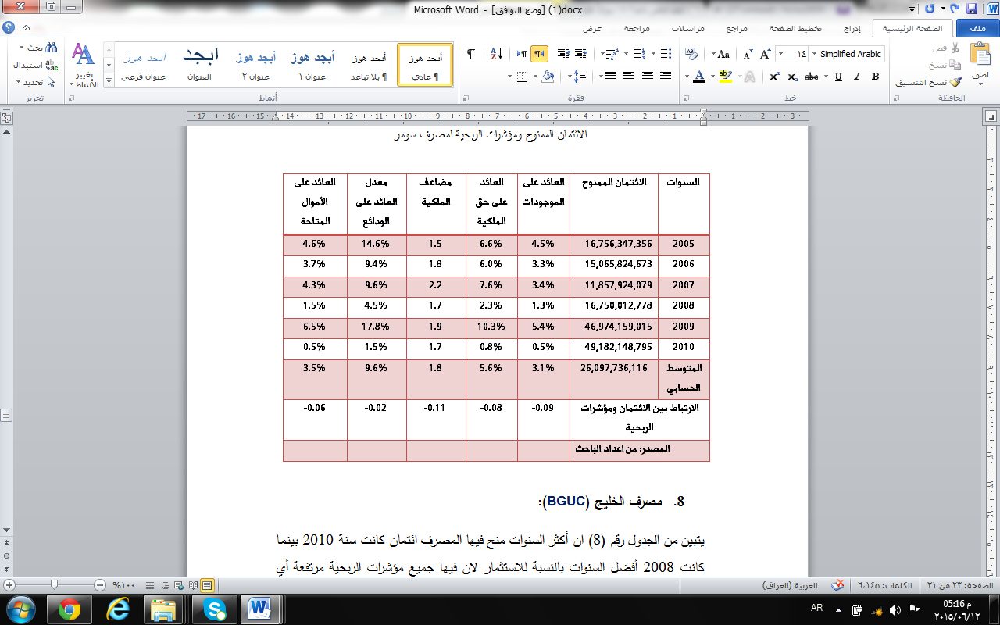 Microsoft Word - [وضع التوافق] (1)docx
ملف
الصفحة الرئيسية
إدراج
تخطيط الصفحة
مراجع
مراسلات
مراجعة
عرض
لصق
قص
نسخ
نسخ التنسيق
الحافظة
Simplified Arabic
١٤
خط
فقرة
أبجد هوز
¶ عادي
أبجد هوز
¶ بلا تباعد
أبجد هوز
عنوان ١
أبجد هوز
عنوان ٢
أبجد
العنوان
أبجد هوز
عنوان فرعي
تغيير الأنماط
أنماط
بحث
استبدال
تحديد
تحرير
الائتمان الممنوح ومؤشرات الربحية لمصرف سومر
السنوات الائتمان الممنوح العائد على الموجودات العائد على حق الملكية مضاعف الملكية معدل العائد على الودائع العائد على الأموال المتاحة
2005 16,756,347,356 4.5% 6.6% 1.5 14.6% 4.6%
2006 15,065,824,673 3.3% 6.0% 1.8 9.4% 3.7%
2007 11,857,924,079 3.4% 7.6% 2.2 9.6% 4.3%
2008 16,750,012,778 1.3% 2.3% 1.7 4.5% 1.5%
2009 46,974,159,015 5.4% 10.3% 1.9 17.8% 6.5%
2010 49,182,148,795 0.5% 0.8% 1.7 1.5% 0.5%
المتوسط الحسابي 26,097,736,116 3.1% 5.6% 1.8 9.6% 3.5%
الارتباط بين الائتمان ومؤشرات الربحية -0.09 -0.08 -0.11 -0.02 -0.06
المصدر: من اعداد الباحث
8. مصرف الخليج (BGUC):
يتبين من الجدول رقم (8) ان أكثر السنوات منح فيها المصرف ائتمان كانت سنة 2010 بينما
كانت 2008 أفضل السنوات بالنسبة للاستثمار لان فيها جميع مؤشرات الربحية مرتفعة أي
الصفحة: ٢٣ من ٣١
الكلمات: ٦،١٤٥
العربية (العراق)
١٠٠%
AR
05:16 م
٢٠١٥/٠٦/١٢